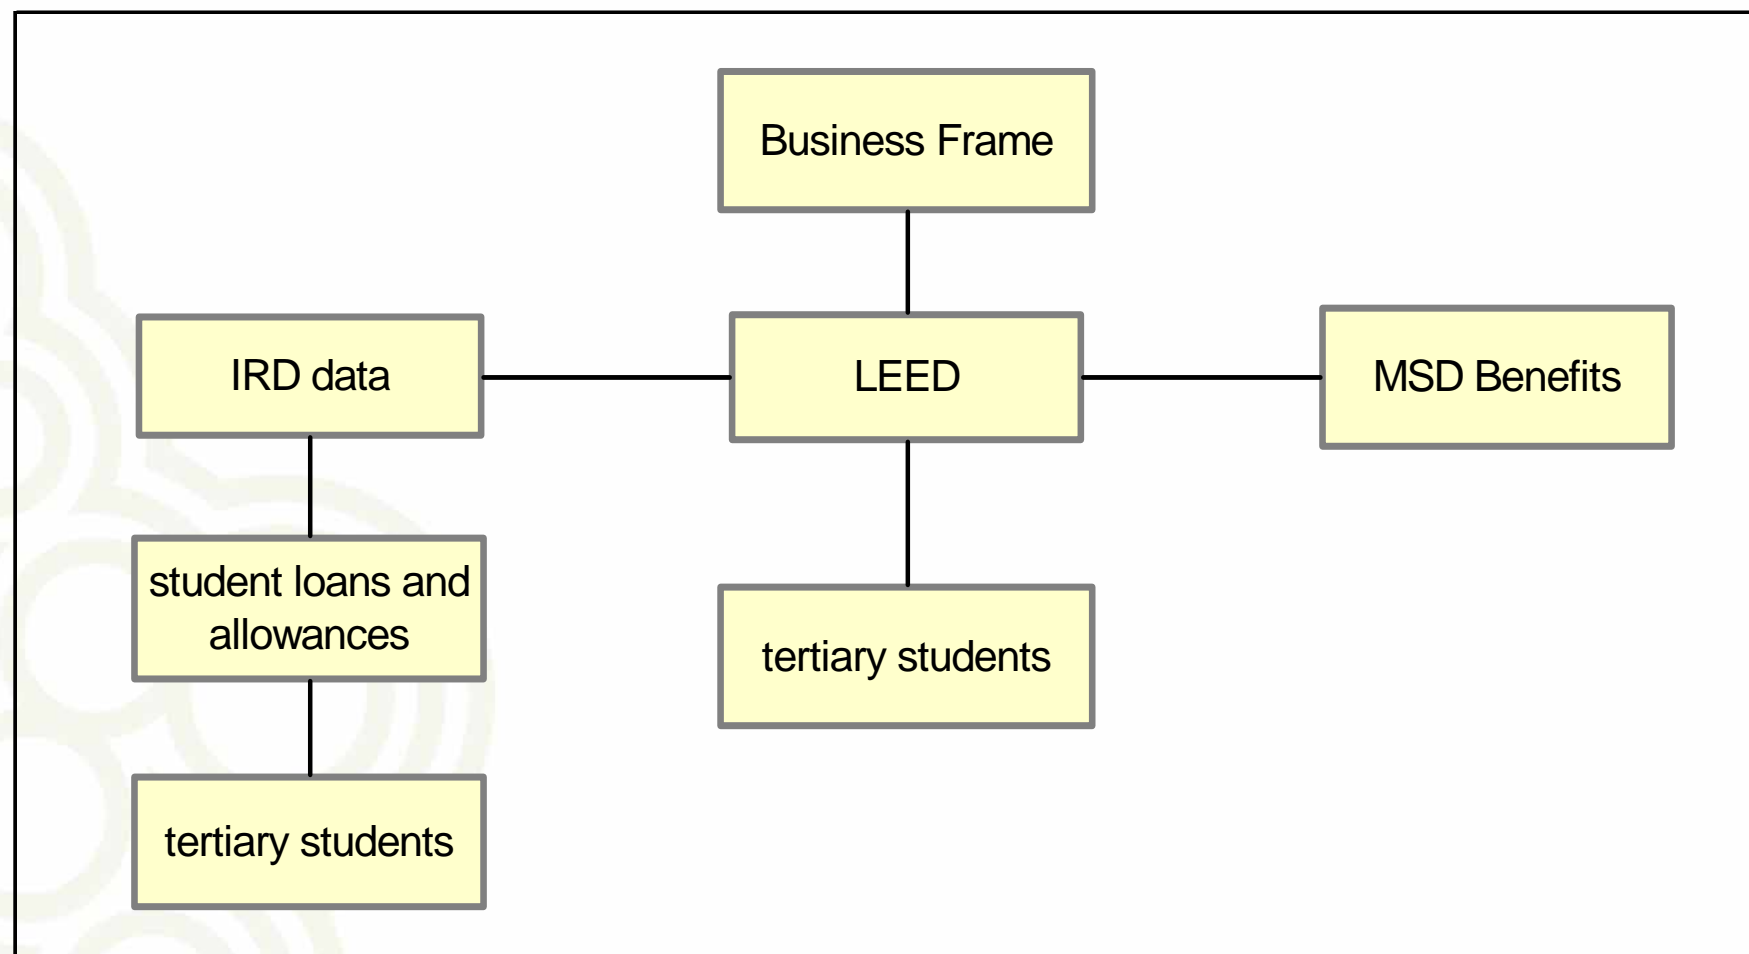 Business Frame
IRD data
LEED
MSD Benefits
student loans and
allowances
tertiary students
tertiary students